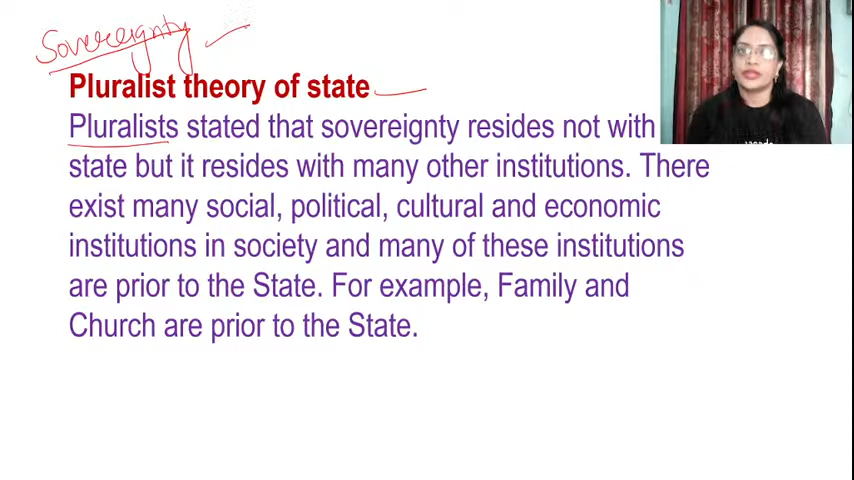 Sovereignty
Pluralist theory of state
Pluralists stated that sovereignty resides not with
state but it resides with many other institutions. There
exist many social, political, cultural and economic
institutions in society and many of these institutions
are prior to the State. For example, Family and
Church are prior to the State.